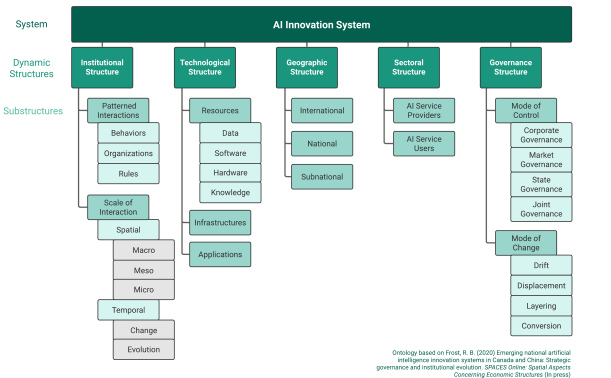 System
AI Innovation System
Dynamic
Structures
Institutional
Structure
Technological
Structure
Geographic
Structure
Sectoral
Structure
Governance
Structure
Substructures
Patterned
Interactions
Behaviors
Organizations
Rules
Scale of
Interaction
Spatial
Macro
Meso
Micro
Temporal
Change
Evolution
Resources
Data
Software
Hardware
Knowledge
Infrastructures
Applications
International
National
Subnational
AI Service
Providers
AI Service
Users
Mode of
Control
Corporate
Governance
Market
Governance
State
Governance
Joint
Governance
Mode of
Change
Drift
Displacement
Layering
Conversion
Ontology based on Frost, R. B. (2020) Emerging national artificial
intelligence innovation systems in Canada and China: Strategic
governance and institutional evolution. SPACES Online: Spatial Aspects
Concerning Economic Structures (In press)